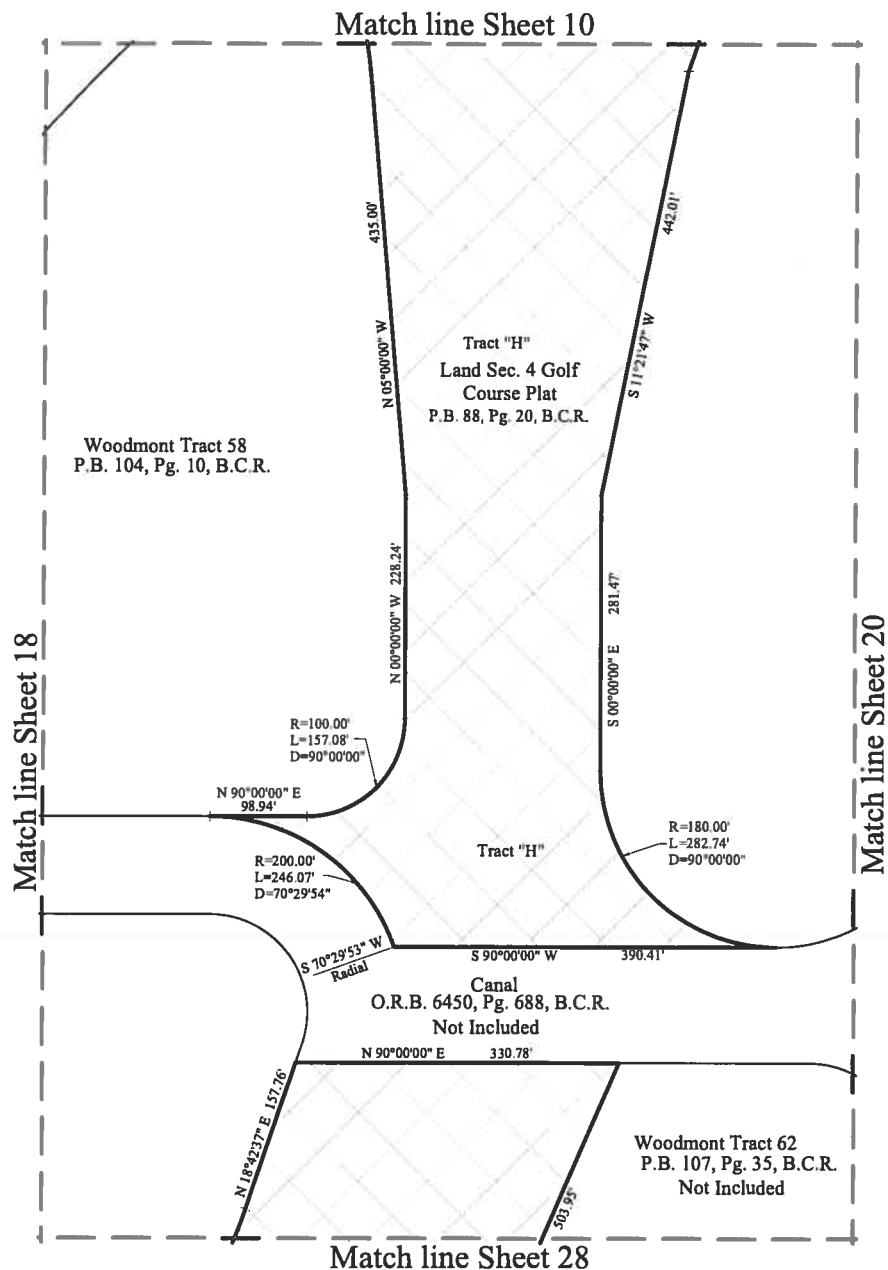 Match line Sheet 10
435.00'
442.01'
N 05°00'00" W
S 11°21'47" W
Tract "H"
Land Sec. 4 Golf
Course Plat
P.B. 88, Pg. 20, B.C.R.
Woodmont Tract 58
P.B. 104, Pg. 10, B.C.R.
N 00°00'00" W 228.24'
S 00°00'00" E 281.47'
Match line Sheet 18
Match line Sheet 20
R=100.00'
L=157.08'
D=90°00'00"
N 90°00'00" E
98.94'
R=200.00'
L=246.07'
D=70°29'54"
Tract "H"
R=180.00'
L=282.74'
D=90°00'00"
S 70°29'53" W
Radial
S 90°00'00" W 390.41'
Canal
O.R.B. 6450, Pg. 688, B.C.R.
Not Included
N 90°00'00" E 330.78'
N 18°42'37" E 157.76'
503.95'
Woodmont Tract 62
P.B. 107, Pg. 35, B.C.R.
Not Included
Match line Sheet 28